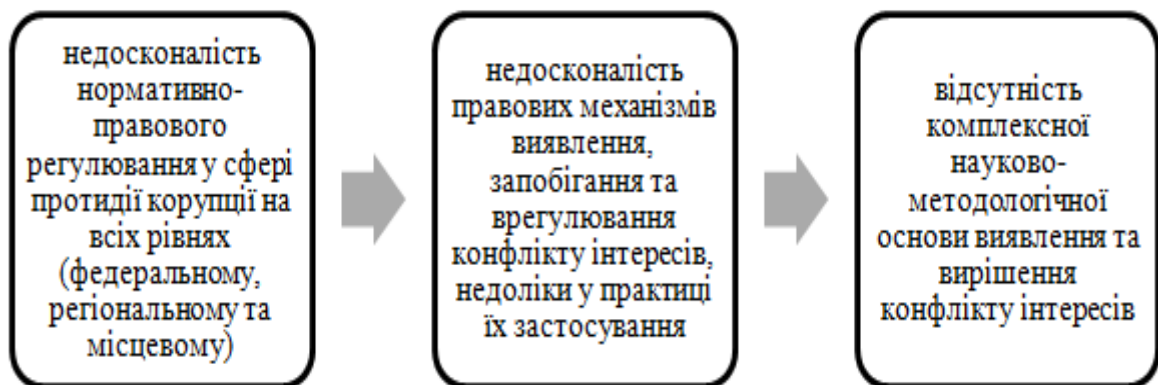 недосконалість
нормативно-
правового
регулювання у сфері
протидії корупції на
всіх рівнях
(федеральному,
регіональному та
місцевому)
недосконалість
правових механізмів
виявлення,
запобігання та
врегулювання
конфлікту інтересів,
недоліки у практиці
їх застосування
відсутність
комплексної
науково-
методологічної
основи виявлення та
вирішення
конфлікту інтересів